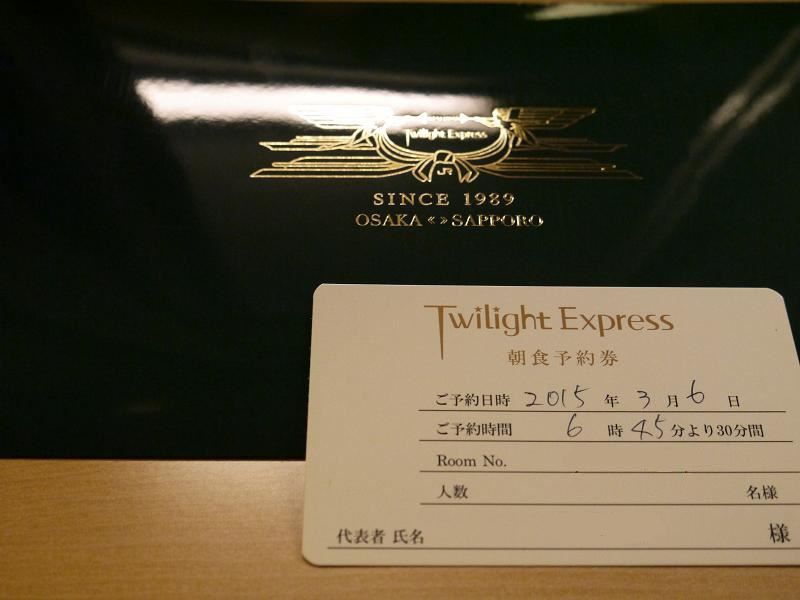 Twilight Express
JR
SINCE 1989
OSAKA «» SAPPORO
Twilight Express
朝食予約券
ご予約日時 2015 年 3 月 6 日
ご予約時間 6 時 45 分より30分間
Room No.
人数 名様
代表者 氏名 様